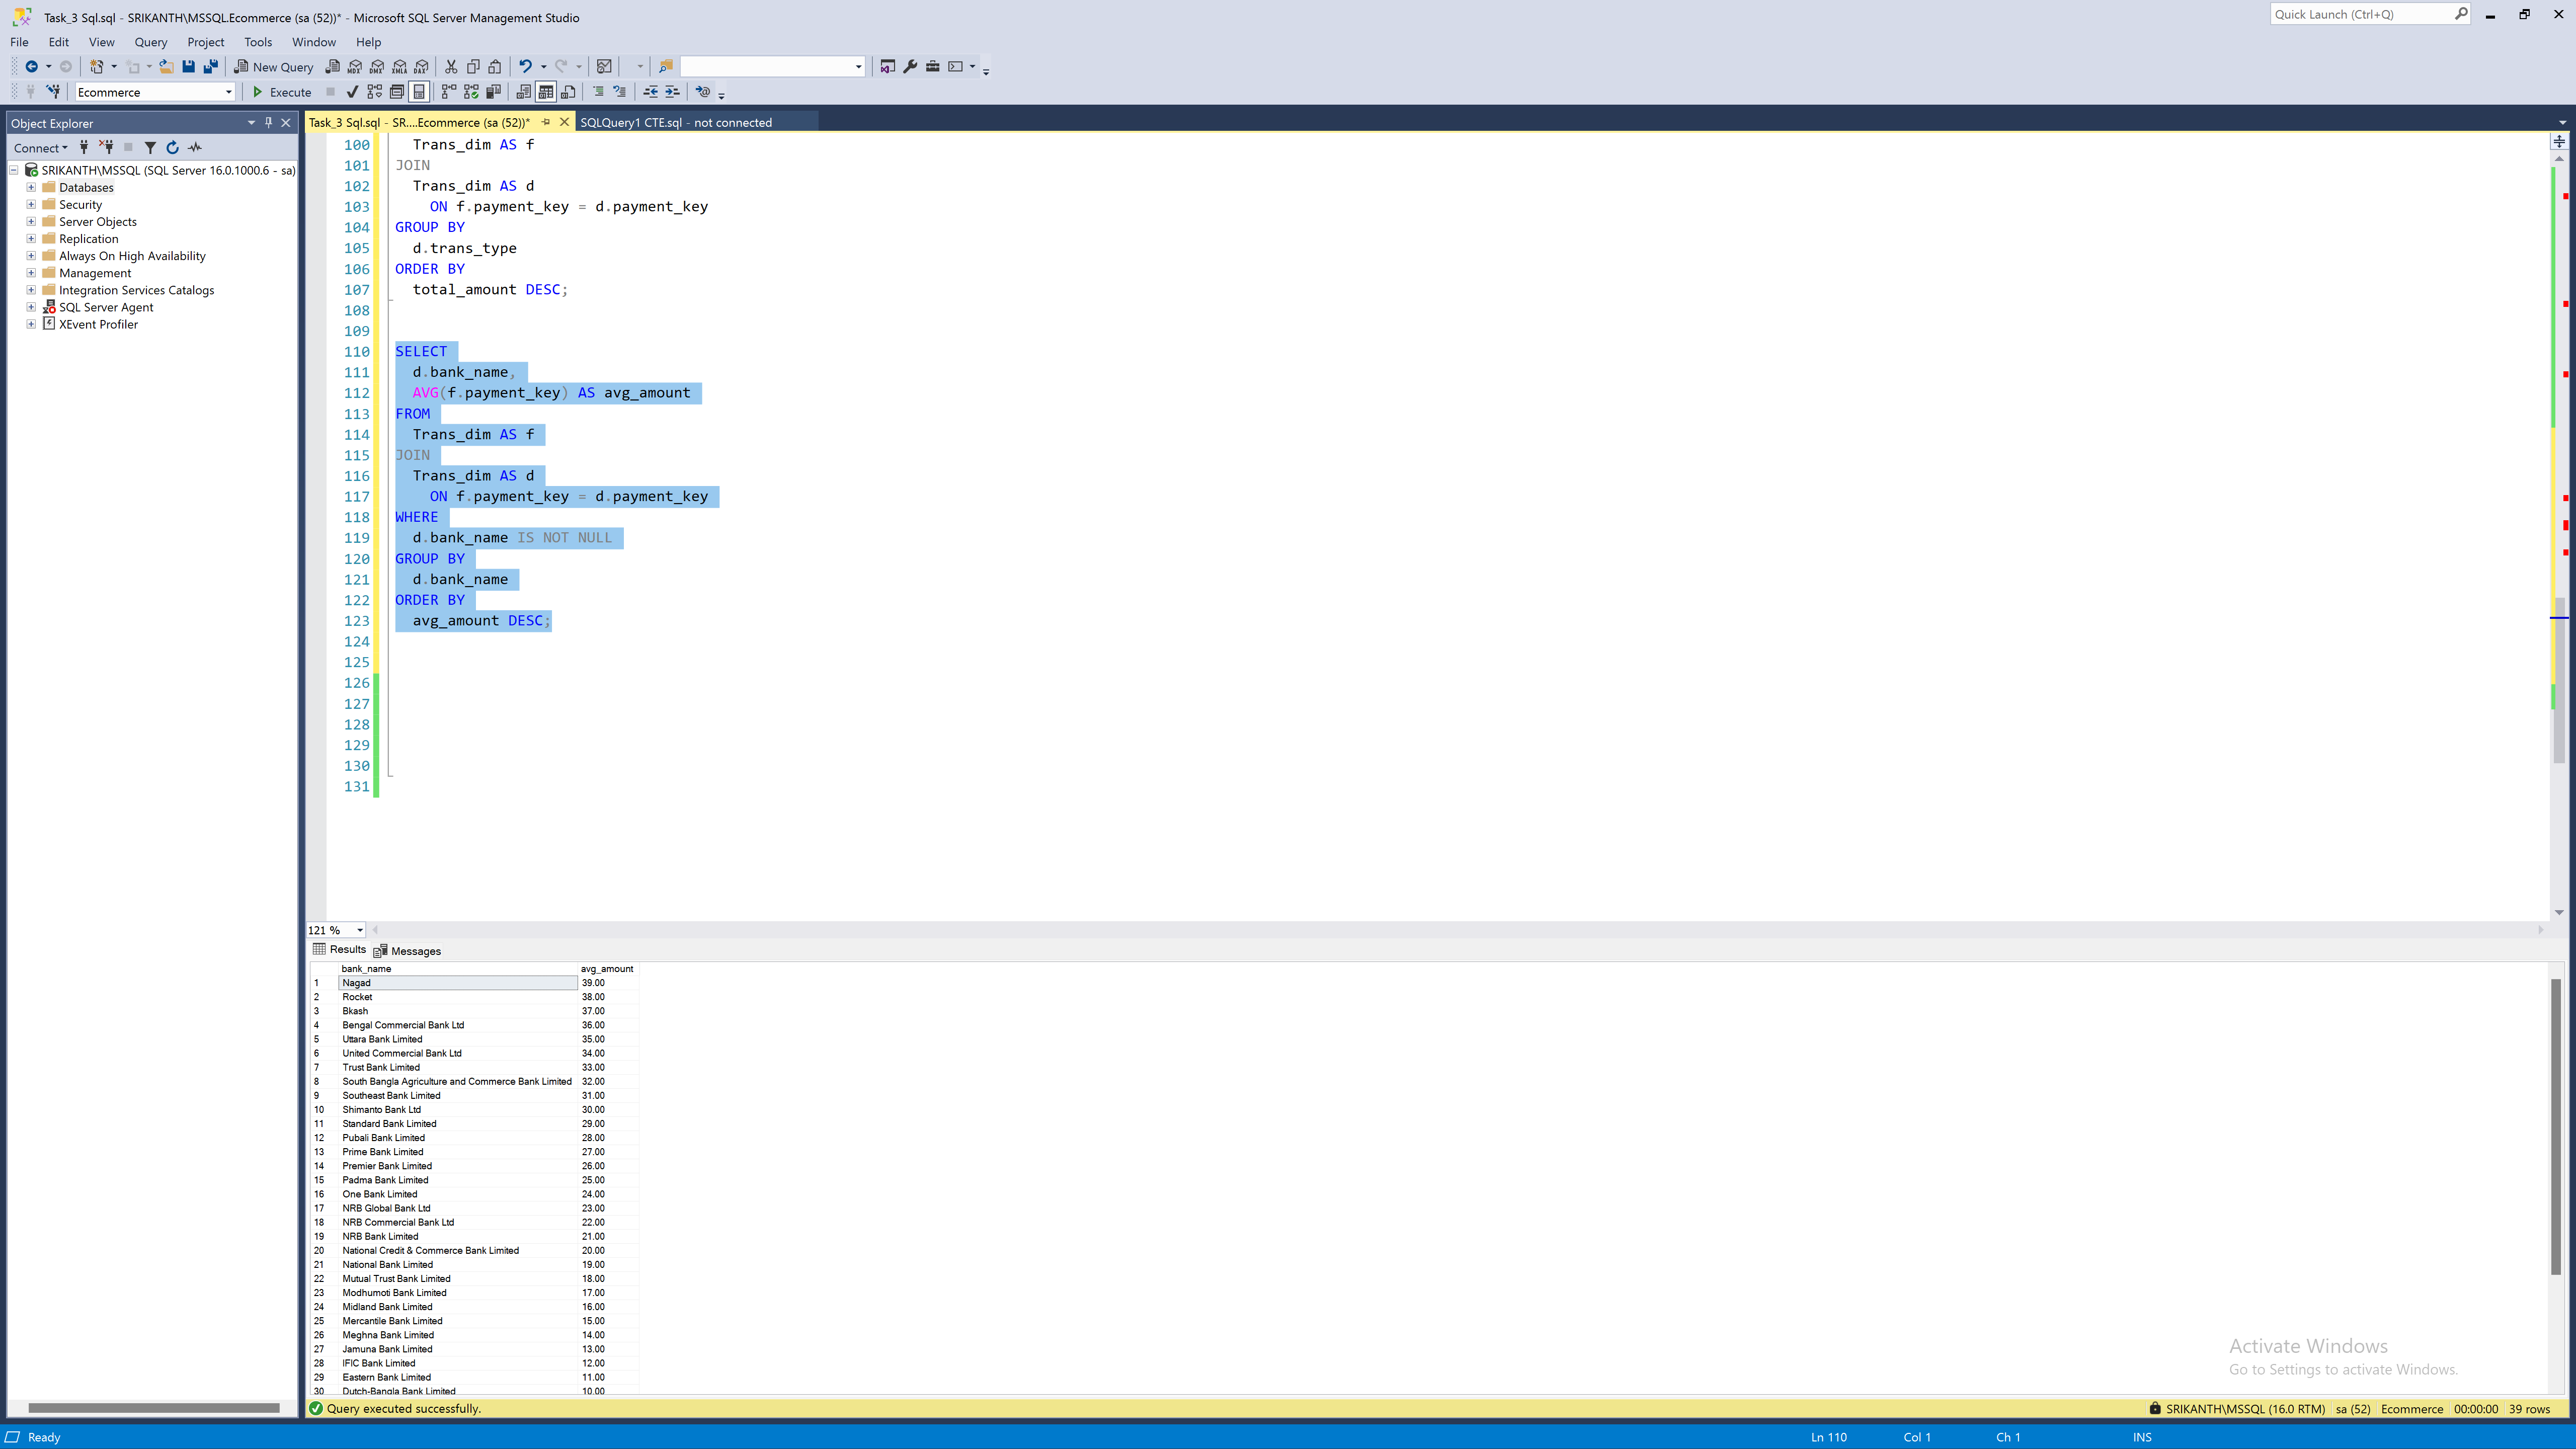 Task_3 Sql.sql - SRIKANTH\MSSQL.Ecommerce (sa (52))* - Microsoft SQL Server Management Studio
Quick Launch (Ctrl+Q)
File Edit View Query Project Tools Window Help
New Query
MDX DMX XMLA DAX
Ecommerce
Execute
Object Explorer
Task_3 Sql.sql - SR....Ecommerce (sa (52))*
SQLQuery1 CTE.sql - not connected
Connect
SRIKANTH\MSSQL (SQL Server 16.0.1000.6 - sa)
Databases
Security
Server Objects
Replication
Always On High Availability
Management
Integration Services Catalogs
SQL Server Agent
XEvent Profiler
100 Trans_dim AS f
101 JOIN
102 Trans_dim AS d
103 ON f.payment_key = d.payment_key
104 GROUP BY
105 d.trans_type
106 ORDER BY
107 total_amount DESC;
108
109
110 SELECT
111 d.bank_name,
112 AVG(f.payment_key) AS avg_amount
113 FROM
114 Trans_dim AS f
115 JOIN
116 Trans_dim AS d
117 ON f.payment_key = d.payment_key
118 WHERE
119 d.bank_name IS NOT NULL
120 GROUP BY
121 d.bank_name
122 ORDER BY
123 avg_amount DESC;
124
125
126
127
128
129
130
131
121 %
Results Messages
bank_name avg_amount
1 Nagad 39.00
2 Rocket 38.00
3 Bkash 37.00
4 Bengal Commercial Bank Ltd 36.00
5 Uttara Bank Limited 35.00
6 United Commercial Bank Ltd 34.00
7 Trust Bank Limited 33.00
8 South Bangla Agriculture and Commerce Bank Limited 32.00
9 Southeast Bank Limited 31.00
10 Shimanto Bank Ltd 30.00
11 Standard Bank Limited 29.00
12 Pubali Bank Limited 28.00
13 Prime Bank Limited 27.00
14 Premier Bank Limited 26.00
15 Padma Bank Limited 25.00
16 One Bank Limited 24.00
17 NRB Global Bank Ltd 23.00
18 NRB Commercial Bank Ltd 22.00
19 NRB Bank Limited 21.00
20 National Credit & Commerce Bank Limited 20.00
21 National Bank Limited 19.00
22 Mutual Trust Bank Limited 18.00
23 Modhumoti Bank Limited 17.00
24 Midland Bank Limited 16.00
25 Mercantile Bank Limited 15.00
26 Meghna Bank Limited 14.00
27 Jamuna Bank Limited 13.00
28 IFIC Bank Limited 12.00
29 Eastern Bank Limited 11.00
30 Dutch-Bangla Bank Limited 10.00
Activate Windows
Go to Settings to activate Windows.
Query executed successfully.
SRIKANTH\MSSQL (16.0 RTM) sa (52) Ecommerce 00:00:00 39 rows
Ready
Ln 110 Col 1 Ch 1 INS